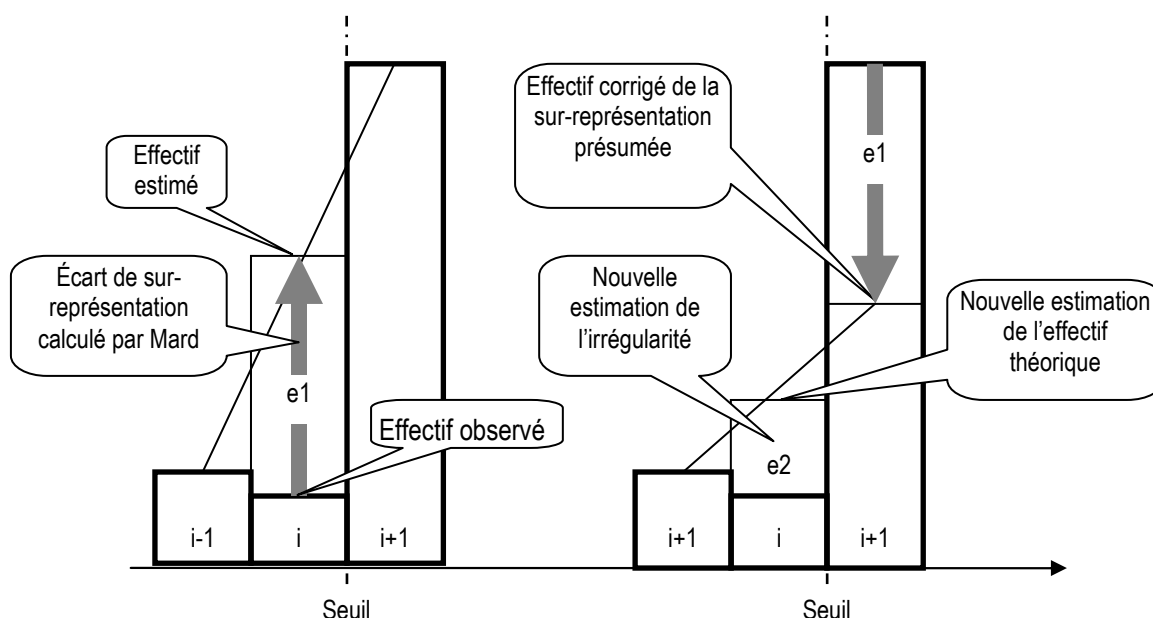 Effectif
estimé
Écart de sur-
représentation
calculé par Mard
e1
Effectif observé
i-1
i
i+1
Seuil
Effectif corrigé de la
sur-représentation
présumée
e1
Nouvelle
estimation de
l’irrégularité
Nouvelle estimation
de l’effectif
théorique
e2
i+1
i
i+1
Seuil